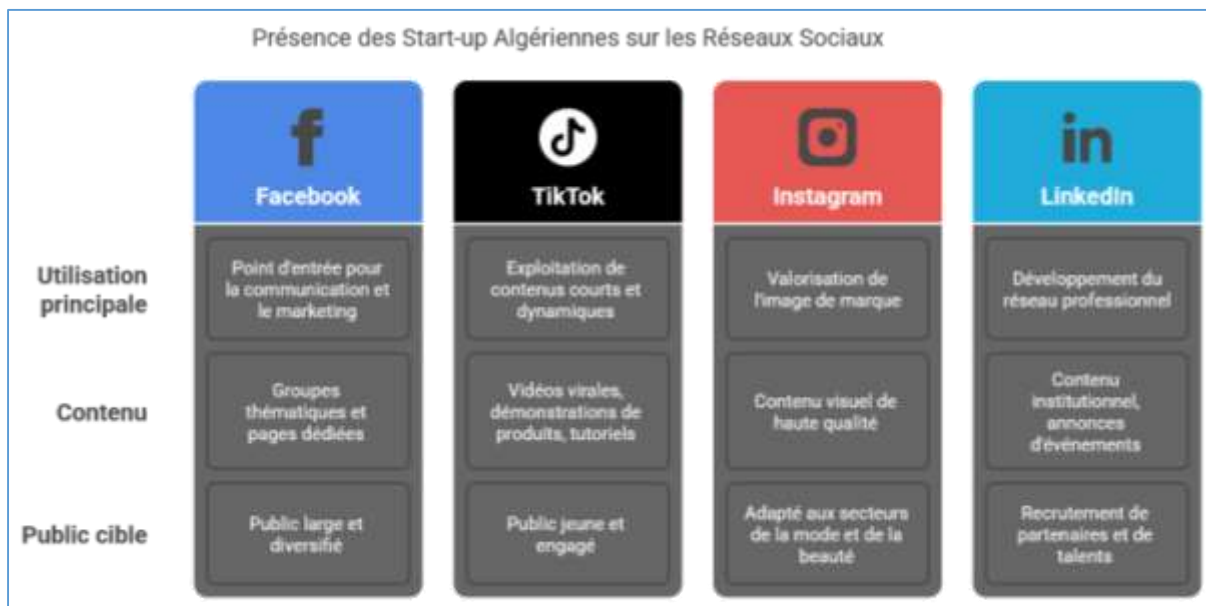 Présence des Start-up Algériennes sur les Réseaux Sociaux
Facebook
TikTok
Instagram
LinkedIn
Utilisation
principale
Point d'entrée pour
la communication et
le marketing
Exploitation de
contenus courts et
dynamiques
Valorisation de
l'image de marque
Développement du
réseau professionnel
Contenu
Groupes
thématiques et
pages dédiées
Vidéos virales,
démonstrations de
produits, tutoriels
Contenu visuel de
haute qualité
Contenu
institutionnel,
annonces
d'événements
Public cible
Public large et
diversifié
Public jeune et
engagé
Adapté aux secteurs
de la mode et de la
beauté
Recrutement de
partenaires et de
talents